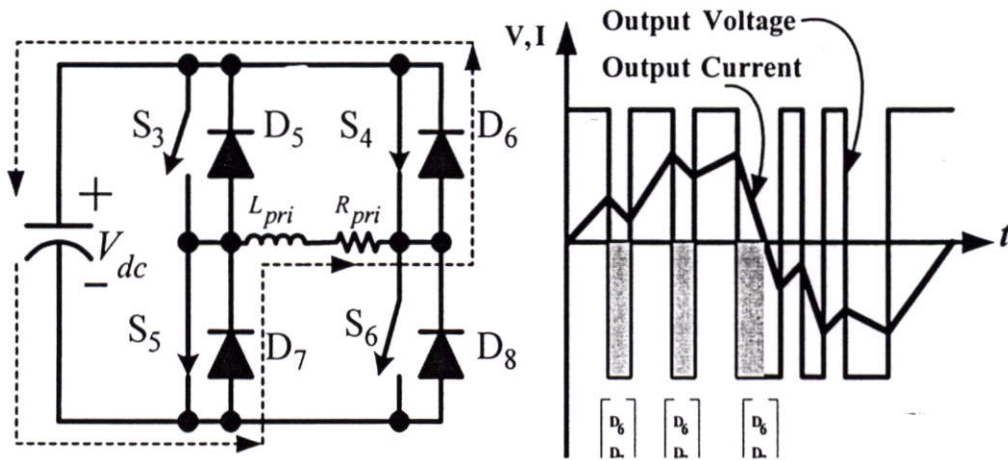 V, I
Output Voltage
Output Current
S3
D5
S4
D6
Lpri
Rpri
+
Vdc
−
t
S5
D7
S6
D8
D6
D6
D6